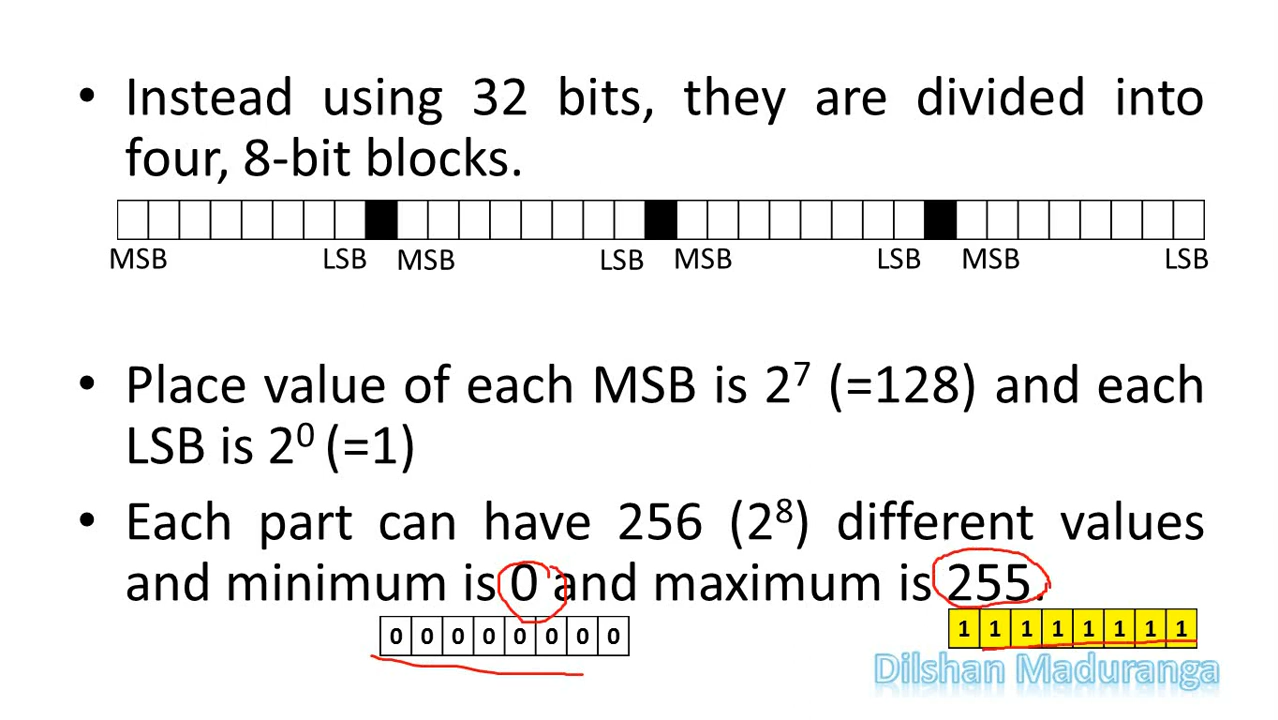 • Instead using 32 bits, they are divided into
four, 8-bit blocks.
MSB LSB MSB LSB MSB LSB MSB LSB
• Place value of each MSB is 2⁷ (=128) and each
LSB is 2⁰ (=1)
• Each part can have 256 (2⁸) different values
and minimum is 0 and maximum is 255.
0 0 0 0 0 0 0 0
1 1 1 1 1 1 1 1
Dilshan Maduranga